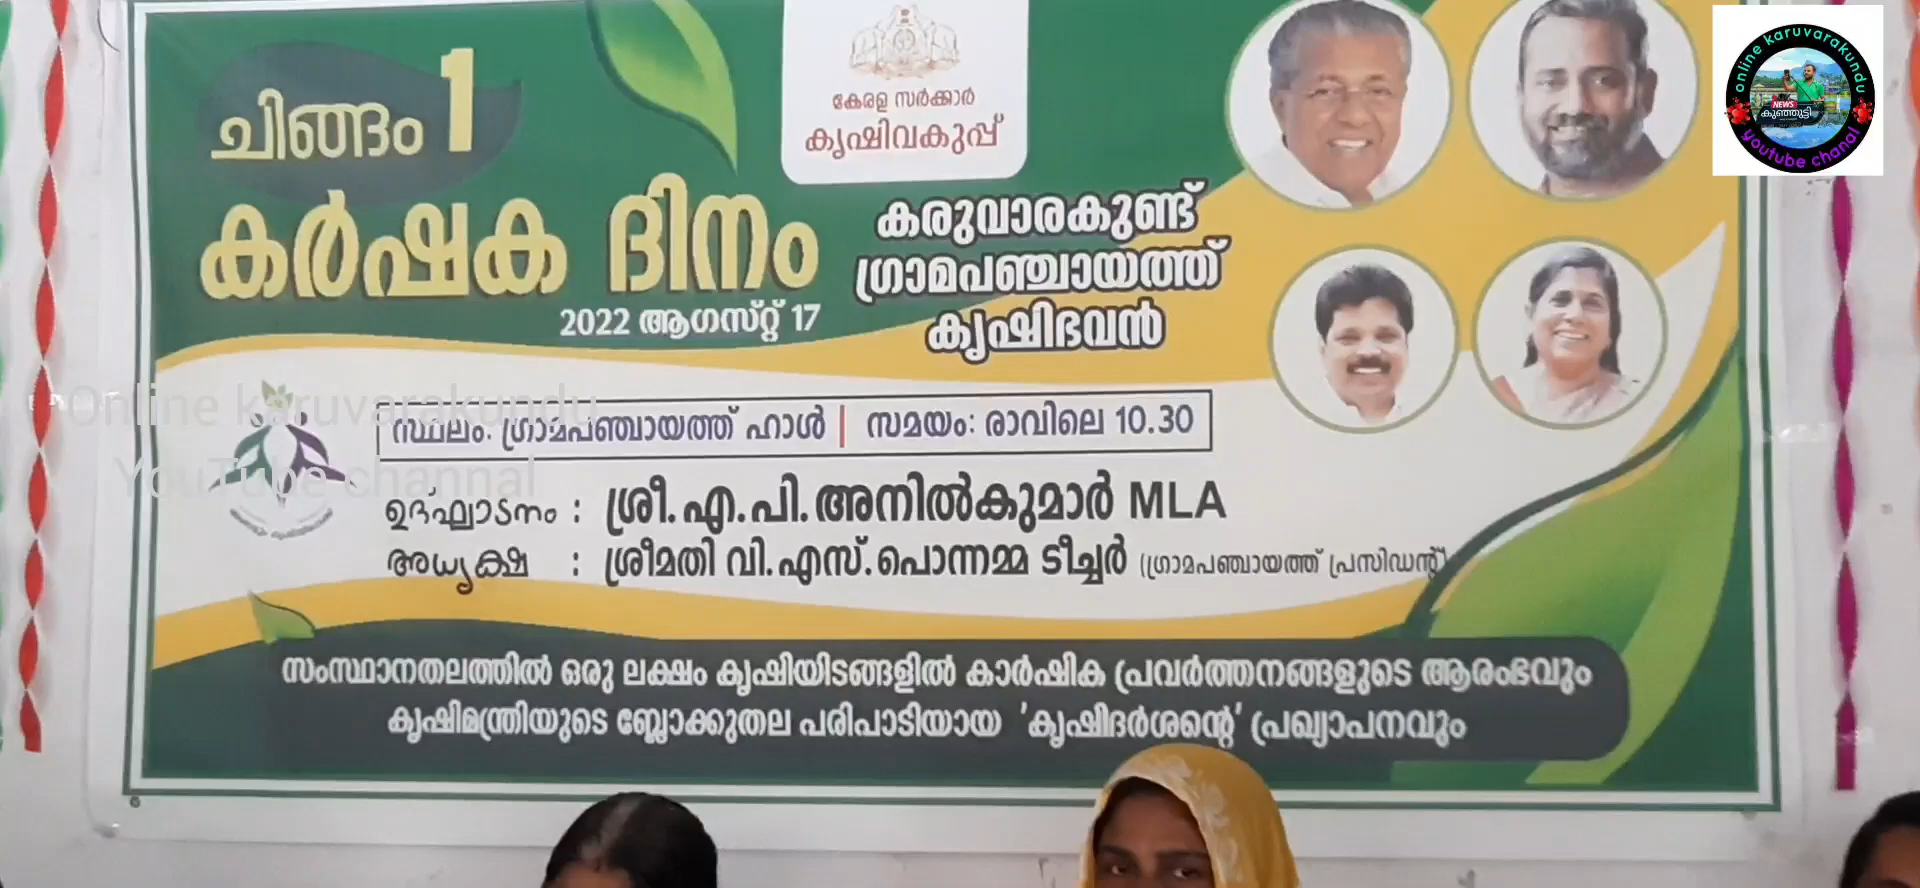 ചിങ്ങം 1
കർഷക ദിനം
2022 ആഗസ്റ്റ് 17
കേരള സർക്കാർ
കൃഷിവകുപ്പ്
കരുവാരകുണ്ട്
ഗ്രാമപഞ്ചായത്ത്
കൃഷിഭവൻ
online karuvarakundu
NEWS
കുഞ്ഞുട്ടി
youtube chanal
Online karuvarakundu
YouTube channal
സ്ഥലം: ഗ്രാമപഞ്ചായത്ത് ഹാൾ | സമയം: രാവിലെ 10.30
ഉദ്ഘാടനം : ശ്രീ.എ.പി.അനിൽകുമാർ MLA
അധ്യക്ഷ : ശ്രീമതി വി.എസ്.പൊന്നമ്മ ടീച്ചർ (ഗ്രാമപഞ്ചായത്ത് പ്രസിഡന്റ്)
സംസ്ഥാനതലത്തിൽ ഒരു ലക്ഷം കൃഷിയിടങ്ങളിൽ കാർഷിക പ്രവർത്തനങ്ങളുടെ ആരംഭവും
കൃഷിമന്ത്രിയുടെ ബ്ലോക്കുതല പരിപാടിയായ 'കൃഷിദർശന്റെ' പ്രഖ്യാപനവും